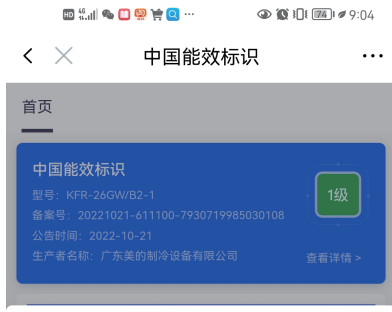 HD 4G 74 9:04
中国能效标识
首页
中国能效标识
型号：KFR-26GW/B2-1
备案号：20221021-611100-7930719985030108
公告时间：2022-10-21
生产者名称：广东美的制冷设备有限公司
1级
查看详情 >